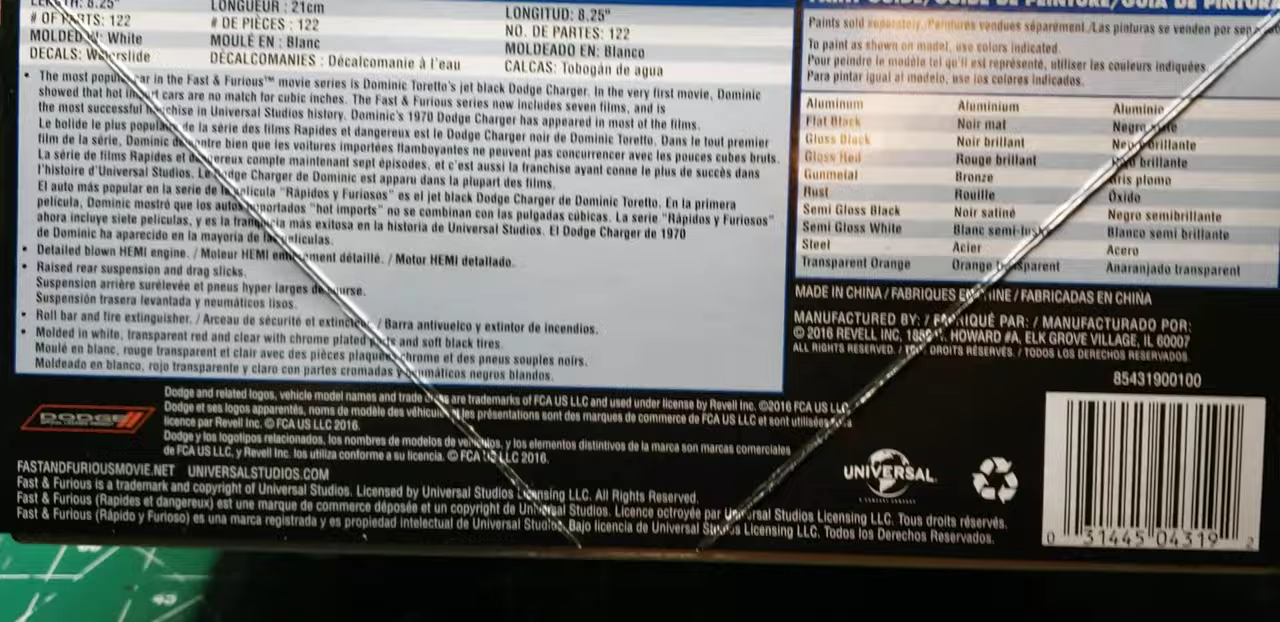 LENGTH: 8.25"
# OF PARTS: 122
MOLDED IN: White
DECALS: Waterslide
LONGUEUR : 21cm
# DE PIÈCES : 122
MOULÉ EN : Blanc
DÉCALCOMANIES : Décalcomanie à l'eau
LONGITUD: 8.25"
NO. DE PARTES: 122
MOLDEADO EN: Blanco
CALCAS: Tobogán de agua
• The most popular car in the Fast & Furious™ movie series is Dominic Toretto's jet black Dodge Charger. In the very first movie, Dominic
showed that hot import cars are no match for cubic inches. The Fast & Furious series now includes seven films, and is
the most successful franchise in Universal Studios history. Dominic's 1970 Dodge Charger has appeared in most of the films.
Le bolide le plus populaire de la série des films Rapides et dangereux est le Dodge Charger noir de Dominic Toretto. Dans le tout premier
film de la série, Dominic démontre bien que les voitures importées flamboyantes ne peuvent pas concurrencer avec les pouces cubes bruts.
La série de films Rapides et dangereux compte maintenant sept épisodes, et c'est aussi la franchise ayant conne le plus de succès dans
l'histoire d'Universal Studios. Le Dodge Charger de Dominic est apparu dans la plupart des films.
El auto más popular en la serie de la película "Rápidos y Furiosos" es el jet black Dodge Charger de Dominic Toretto. En la primera
película, Dominic mostró que los autos importados "hot imports" no se combinan con las pulgadas cúbicas. La serie "Rápidos y Furiosos"
ahora incluye siete películas, y es la franquicia más exitosa en la historia de Universal Studios. El Dodge Charger de 1970
de Dominic ha aparecido en la mayoría de las películas.
• Detailed blown HEMI engine. / Moteur HEMI entièrement détaillé. / Motor HEMI detallado.
• Raised rear suspension and drag slicks.
Suspension arrière surélevée et pneus hyper larges de course.
Suspensión trasera levantada y neumáticos lisos.
• Roll bar and fire extinguisher. / Arceau de sécurité et extincteur. / Barra antivuelco y extintor de incendios.
• Molded in white, transparent red and clear with chrome plated parts and soft black tires.
Moulé en blanc, rouge transparent et clair avec des pièces plaquées chrome et des pneus souples noirs.
Moldeado en blanco, rojo transparente y claro con partes cromadas y neumáticos negros blandos.
PAINT GUIDE/GUIDE DE PEINTURE/GUÍA DE PINTURA
Paints sold separately./Peintures vendues séparément./Las pinturas se venden por separado
To paint as shown on model, use colors indicated.
Pour peindre le modèle tel qu'il est représenté, utiliser les couleurs indiquées.
Para pintar igual al modelo, use los colores indicados.
Aluminum Aluminium Aluminio
Flat Black Noir mat Negro mate
Gloss Black Noir brillant Negro brillante
Gloss Red Rouge brillant Rojo brillante
Gunmetal Bronze Gris plomo
Rust Rouille Óxido
Semi Gloss Black Noir satiné Negro semibrillante
Semi Gloss White Blanc semi-lustré Blanco semi brillante
Steel Acier Acero
Transparent Orange Orange transparent Anaranjado transparent
MADE IN CHINA / FABRIQUES EN CHINE / FABRICADAS EN CHINA
MANUFACTURED BY: / FABRIQUÉ PAR: / MANUFACTURADO POR:
© 2016 REVELL INC, HOWARD #A, ELK GROVE VILLAGE, IL 60007
ALL RIGHTS RESERVED. / TOUS DROITS RÉSERVÉS. / TODOS LOS DERECHOS RESERVADOS.
85431900100
DODGE
Dodge and related logos, vehicle model names and trade dress are trademarks of FCA US LLC and used under license by Revell Inc. ©2016 FCA US LLC.
Dodge et ses logos apparentés, noms de modèle des véhicules et les présentations sont des marques de commerce de FCA US LLC et sont utilisées sous
licence par Revell Inc. © FCA US LLC 2016.
Dodge y los logotipos relacionados, los nombres de modelos de vehículos, y los elementos distintivos de la marca son marcas comerciales
de FCA US LLC, y Revell Inc. los utiliza conforme a su licencia. © FCA US LLC 2016.
FASTANDFURIOUSMOVIE.NET UNIVERSALSTUDIOS.COM
Fast & Furious is a trademark and copyright of Universal Studios. Licensed by Universal Studios Licensing LLC. All Rights Reserved.
Fast & Furious (Rapides et dangereux) est une marque de commerce déposée et un copyright de Universal Studios. Licence octroyée par Universal Studios Licensing LLC. Tous droits réservés.
Fast & Furious (Rápido y Furioso) es una marca registrada y es propiedad intelectual de Universal Studios. Bajo licencia de Universal Studios Licensing LLC. Todos los Derechos Reservados.
UNIVERSAL
0 31445 04319 2